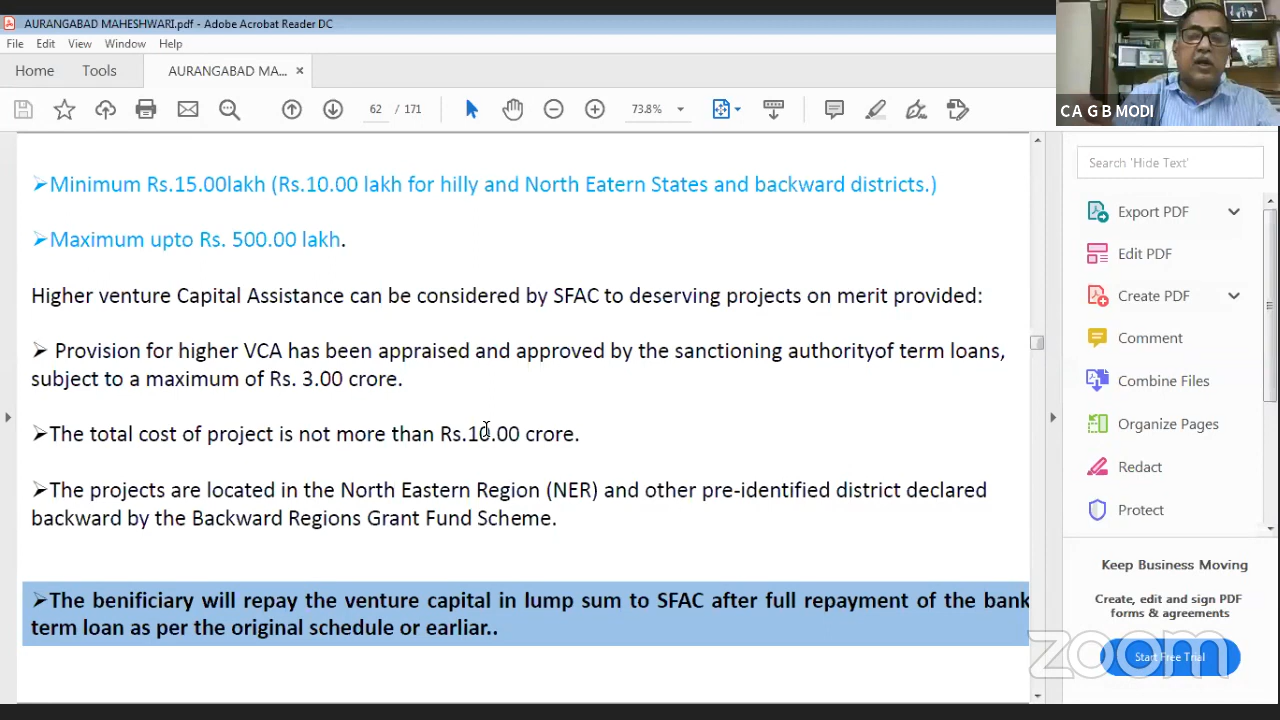 AURANGABAD MAHESHWARI.pdf - Adobe Acrobat Reader DC
File Edit View Window Help
Home Tools AURANGABAD MA... ×
62 / 171 73.8%
CA G B MODI
➢Minimum Rs.15.00lakh (Rs.10.00 lakh for hilly and North Eatern States and backward districts.)
➢Maximum upto Rs. 500.00 lakh.
Higher venture Capital Assistance can be considered by SFAC to deserving projects on merit provided:
➢ Provision for higher VCA has been appraised and approved by the sanctioning authorityof term loans,
subject to a maximum of Rs. 3.00 crore.
➢The total cost of project is not more than Rs.10.00 crore.
➢The projects are located in the North Eastern Region (NER) and other pre-identified district declared
backward by the Backward Regions Grant Fund Scheme.
➢The benificiary will repay the venture capital in lump sum to SFAC after full repayment of the bank
term loan as per the original schedule or earliar..
Search 'Hide Text'
Export PDF
Edit PDF
Create PDF
Comment
Combine Files
Organize Pages
Redact
Protect
Keep Business Moving
Create, edit and sign PDF
forms & agreements
Start Free Trial
zoom